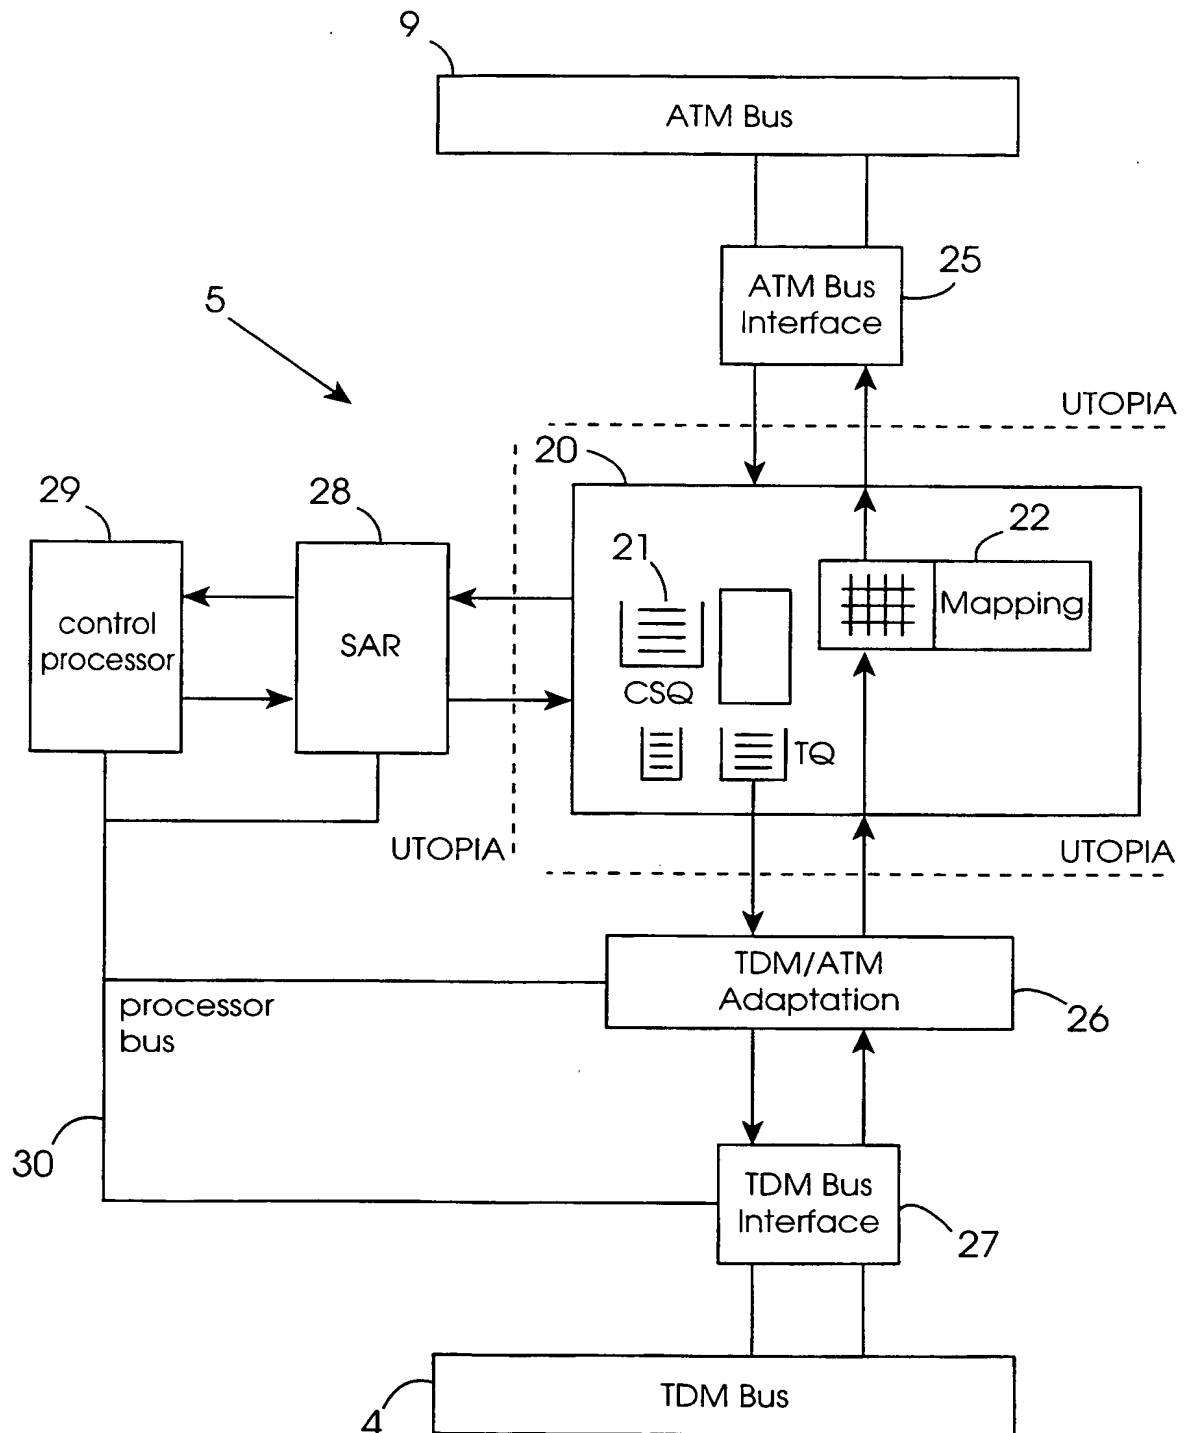 9
ATM Bus
25
ATM Bus
Interface
5
UTOPIA
20
29
28
22
21
control
processor
SAR
Mapping
CSQ
TQ
UTOPIA
UTOPIA
TDM/ATM
Adaptation
processor
bus
26
30
TDM Bus
Interface
27
TDM Bus
4